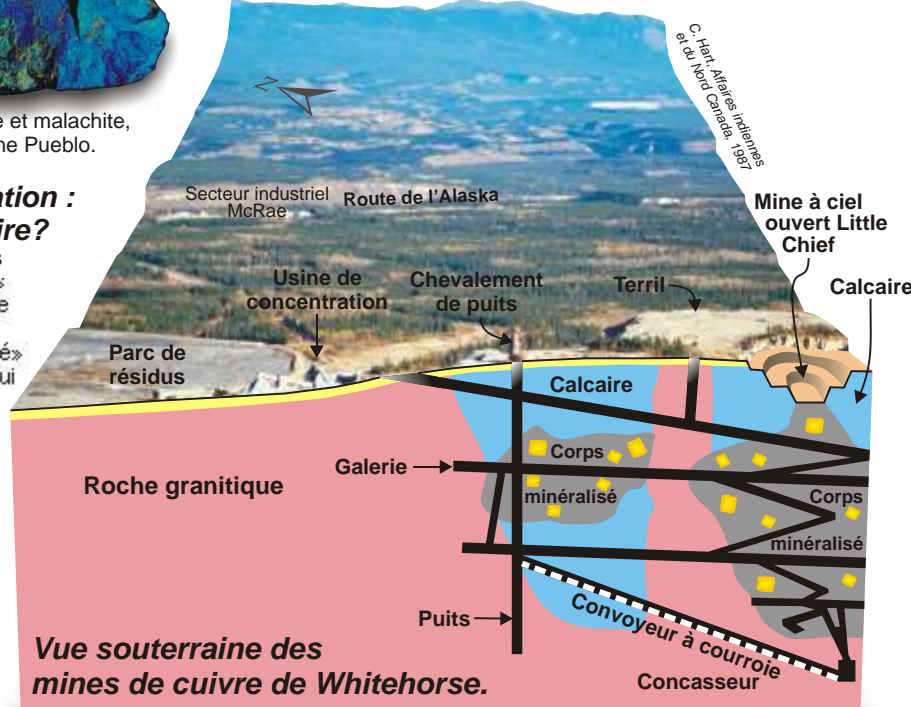 e et malachite,
ne Pueblo.
ation :
ire?
s
e
é»
ui
C. Hart, Affaires indiennes
et du Nord Canada, 1987
N
Secteur industriel
McRae
Route de l'Alaska
Mine à ciel
ouvert Little
Chief
Calcaire
Usine de
concentration
Chevalement
de puits
Terril
Parc de
résidus
Calcaire
Galerie
Corps
minéralisé
Roche granitique
Corps
minéralisé
Puits
Convoyeur à courroie
Concasseur
Vue souterraine des
mines de cuivre de Whitehorse.